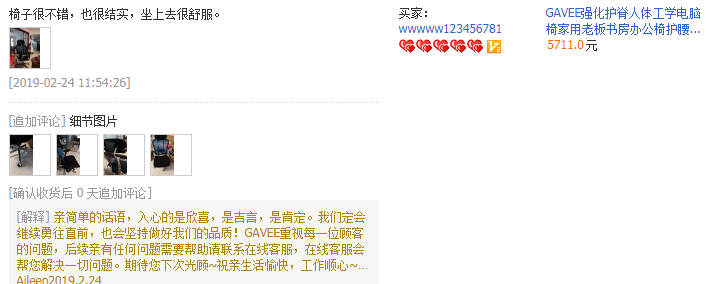 椅子很不错，也很结实，坐上去很舒服。
[2019-02-24 11:54:26]
[追加评论] 细节图片
[确认收货后 0 天追加评论]
[解释] 亲简单的话语，入心的是欣喜，是吉言，是肯定。我们定会
继续勇往直前，也会坚持做好我们的品质！GAVEE重视每一位顾客
的问题，后续亲有任何问题需要帮助请联系在线客服，在线客服会
帮您解决一切问题。期待您下次光顾~祝亲生活愉快，工作顺心~...
Aileen2019.2.24
买家：
wwwww123456781
GAVEE强化护脊人体工学电脑
椅家用老板书房办公椅护腰...
5711.0元